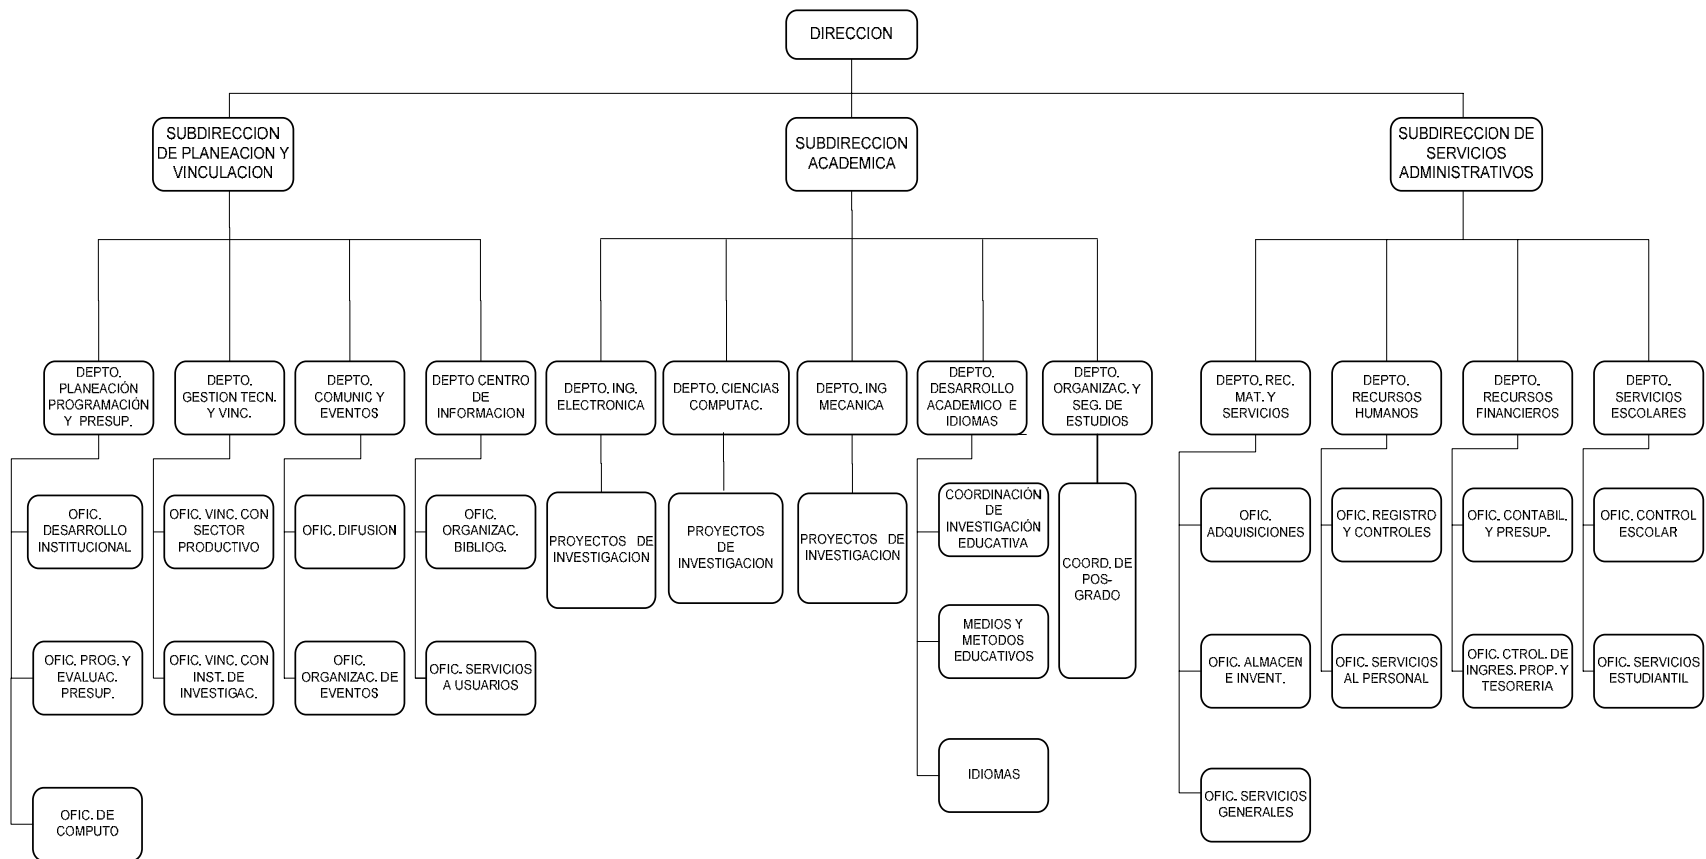 DIRECCION
SUBDIRECCION
DE PLANEACION Y
VINCULACION
SUBDIRECCION
ACADEMICA
SUBDIRECCION DE
SERVICIOS
ADMINISTRATIVOS
DEPTO.
PLANEACIÓN
PROGRAMACIÓN
Y PRESUP.
DEPTO.
GESTION TECN.
Y VINC.
DEPTO.
COMUNIC Y
EVENTOS
DEPTO CENTRO
DE
INFORMACION
DEPTO. ING.
ELECTRONICA
DEPTO. CIENCIAS
COMPUTAC.
DEPTO. ING
MECANICA
DEPTO.
DESARROLLO
ACADEMICO E
IDIOMAS
DEPTO.
ORGANIZAC. Y
SEG. DE
ESTUDIOS
DEPTO. REC.
MAT. Y
SERVICIOS
DEPTO.
RECURSOS
HUMANOS
DEPTO.
RECURSOS
FINANCIEROS
DEPTO.
SERVICIOS
ESCOLARES
OFIC.
DESARROLLO
INSTITUCIONAL
OFIC. VINC. CON
SECTOR
PRODUCTIVO
OFIC. DIFUSION
OFIC.
ORGANIZAC.
BIBLIOG.
PROYECTOS DE
INVESTIGACION
PROYECTOS
DE
INVESTIGACION
PROYECTOS DE
INVESTIGACION
COORDINACIÓN
DE
INVESTIGACIÓN
EDUCATIVA
COORD. DE
POS-
GRADO
OFIC.
ADQUISICIONES
OFIC. REGISTRO
Y CONTROLES
OFIC. CONTABIL.
Y PRESUP.
OFIC. CONTROL
ESCOLAR
OFIC. PROG. Y
EVALUAC.
PRESUP.
OFIC. VINC. CON
INST. DE
INVESTIGAC.
OFIC.
ORGANIZAC. DE
EVENTOS
OFIC. SERVICIOS
A USUARIOS
MEDIOS Y
METODOS
EDUCATIVOS
OFIC. ALMACEN
E INVENT.
OFIC. SERVICIOS
AL PERSONAL
OFIC. CTROL. DE
INGRES. PROP. Y
TESORERIA
OFIC. SERVICIOS
ESTUDIANTIL
OFIC. DE
COMPUTO
IDIOMAS
OFIC. SERVICIOS
GENERALES